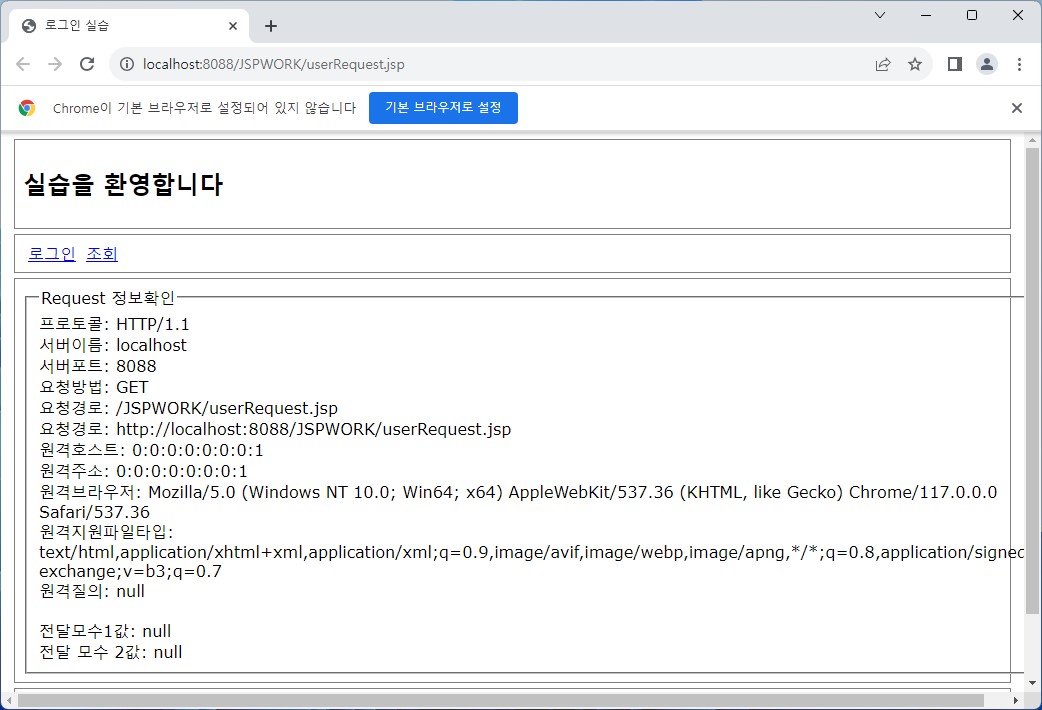 로그인 실습
localhost:8088/JSPWORK/userRequest.jsp
Chrome이 기본 브라우저로 설정되어 있지 않습니다 기본 브라우저로 설정
실습을 환영합니다
로그인 조회
Request 정보확인
프로토콜: HTTP/1.1
서버이름: localhost
서버포트: 8088
요청방법: GET
요청경로: /JSPWORK/userRequest.jsp
요청경로: http://localhost:8088/JSPWORK/userRequest.jsp
원격호스트: 0:0:0:0:0:0:0:1
원격주소: 0:0:0:0:0:0:0:1
원격브라우저: Mozilla/5.0 (Windows NT 10.0; Win64; x64) AppleWebKit/537.36 (KHTML, like Gecko) Chrome/117.0.0.0
Safari/537.36
원격지원파일타입:
text/html,application/xhtml+xml,application/xml;q=0.9,image/avif,image/webp,image/apng,*/*;q=0.8,application/signed
exchange;v=b3;q=0.7
원격질의: null
전달모수1값: null
전달 모수 2값: null